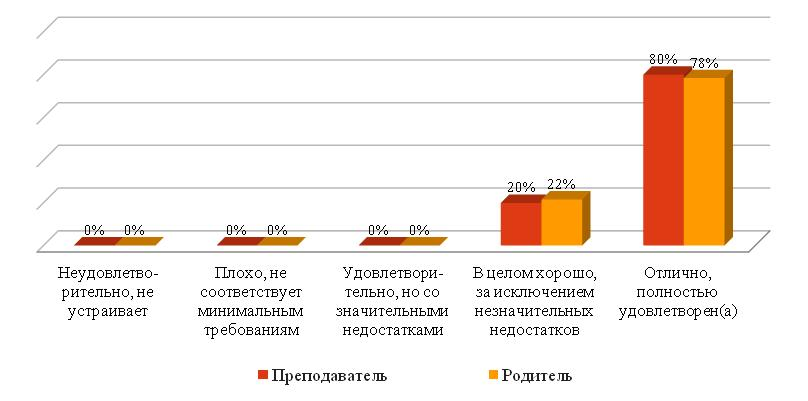 0% 0% 0% 0% 0% 0% 20% 22% 80% 78%
Неудовлетво-
рительно, не
устраивает
Плохо, не
соответствует
минимальным
требованиям
Удовлетвори-
тельно, но со
значительными
недостатками
В целом хорошо,
за исключением
незначительных
недостатков
Отлично,
полностью
удовлетворен(а)
Преподаватель Родитель